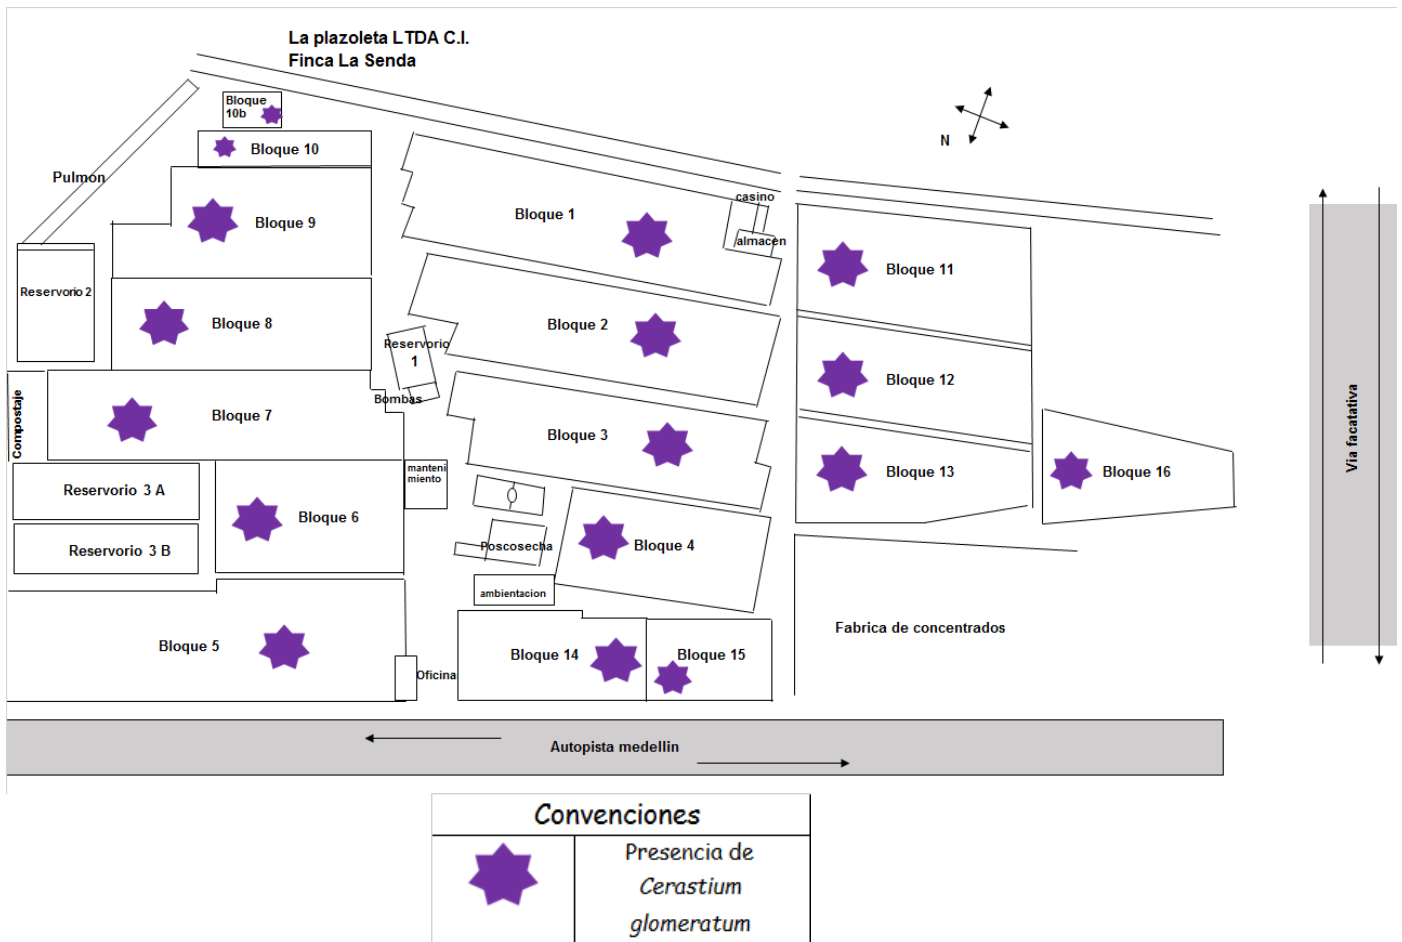 La plazoleta LTDA C.I.
Finca La Senda
Bloque
10b
Bloque 10
Pulmon
Bloque 9
Bloque 1
casino
almacen
N
Bloque 11
Reservorio 2
Bloque 8
Bloque 2
Reservorio
1
Bombas
Bloque 12
Compostaje
Bloque 7
Bloque 3
Bloque 13
Bloque 16
Via facatativa
manteni
miento
Reservorio 3 A
Bloque 6
Reservorio 3 B
Poscosecha
Bloque 4
ambientacion
Bloque 5
Oficina
Bloque 14
Bloque 15
Fabrica de concentrados
Autopista medellin
Convenciones
Presencia de
Cerastium
glomeratum